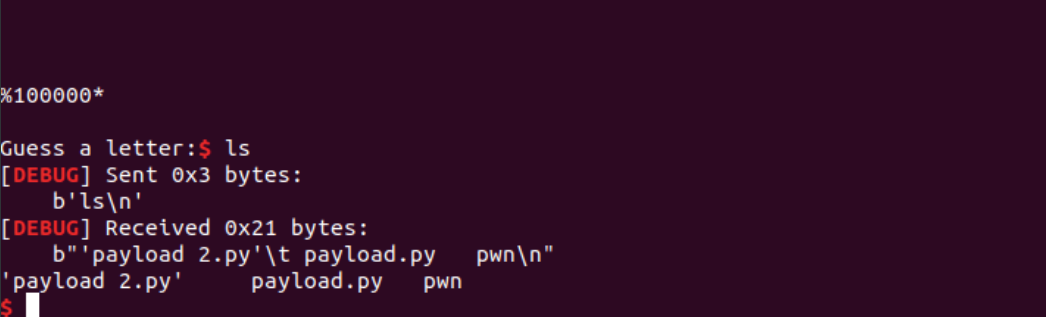 %100000*
Guess a letter:$ ls
[DEBUG] Sent 0x3 bytes:
    b'ls\n'
[DEBUG] Received 0x21 bytes:
    b"'payload 2.py'\t payload.py   pwn\n"
'payload 2.py'     payload.py   pwn
$